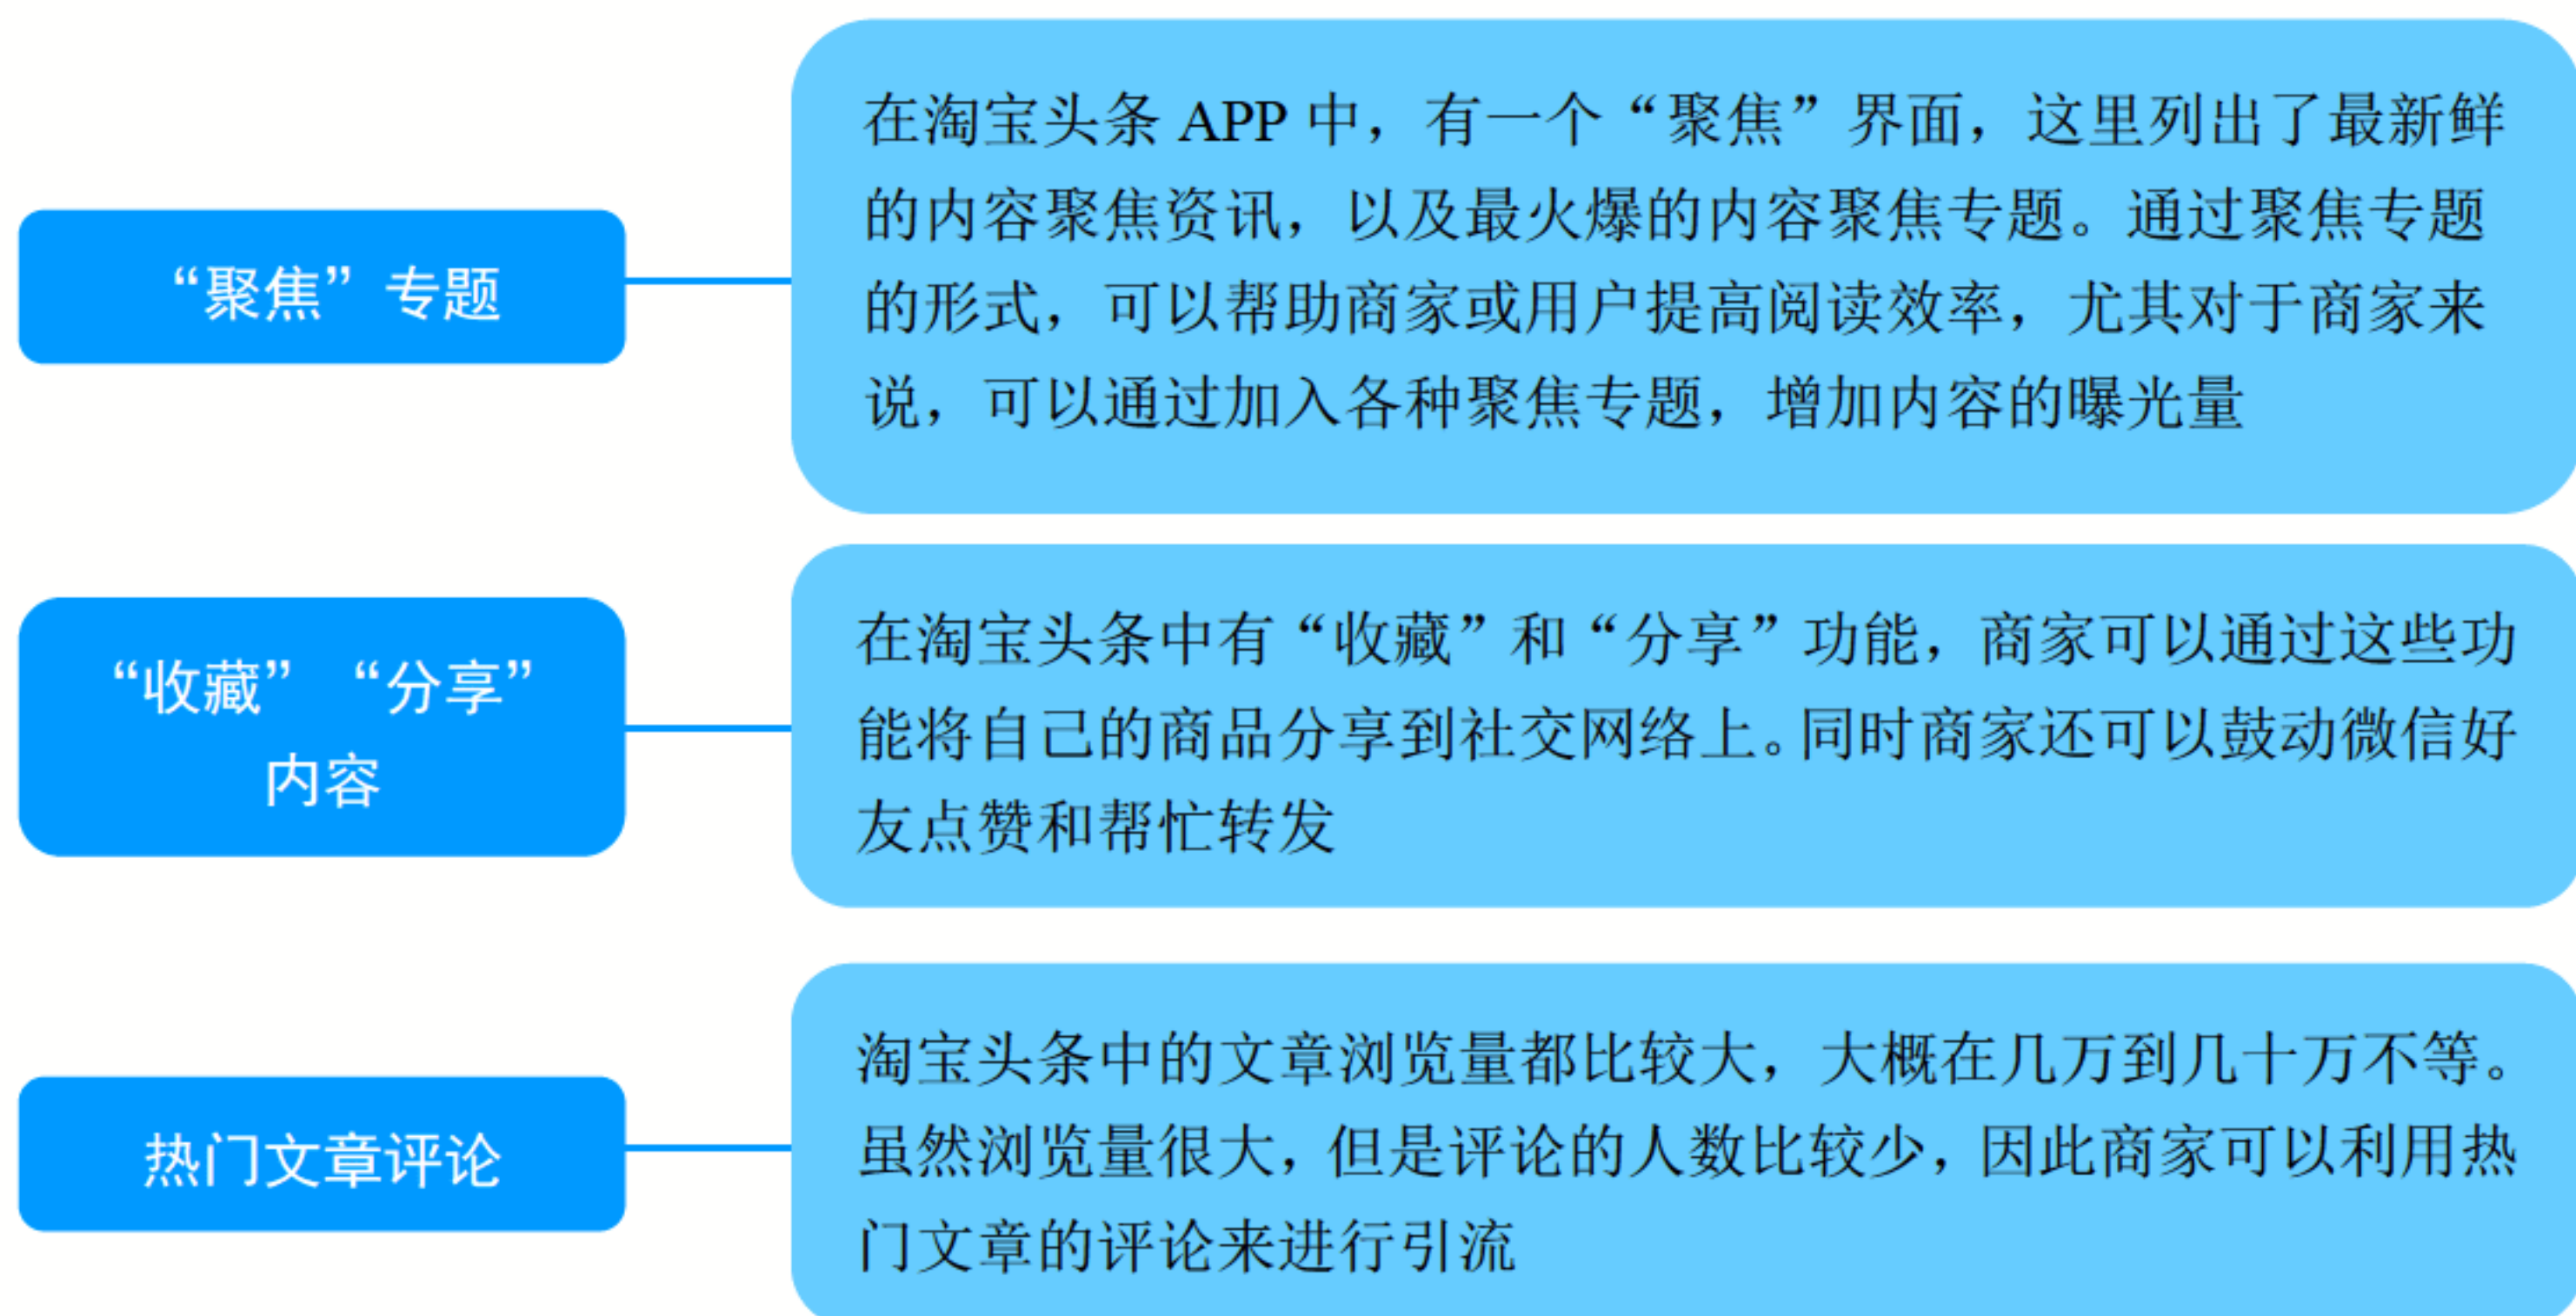 “聚焦”专题
在淘宝头条 APP 中，有一个“聚焦”界面，这里列出了最新鲜
的内容聚焦资讯，以及最火爆的内容聚焦专题。通过聚焦专题
的形式，可以帮助商家或用户提高阅读效率，尤其对于商家来
说，可以通过加入各种聚焦专题，增加内容的曝光量
“收藏” “分享”
内容
在淘宝头条中有“收藏”和“分享”功能，商家可以通过这些功
能将自己的商品分享到社交网络上。同时商家还可以鼓动微信好
友点赞和帮忙转发
热门文章评论
淘宝头条中的文章浏览量都比较大，大概在几万到几十万不等。
虽然浏览量很大，但是评论的人数比较少，因此商家可以利用热
门文章的评论来进行引流